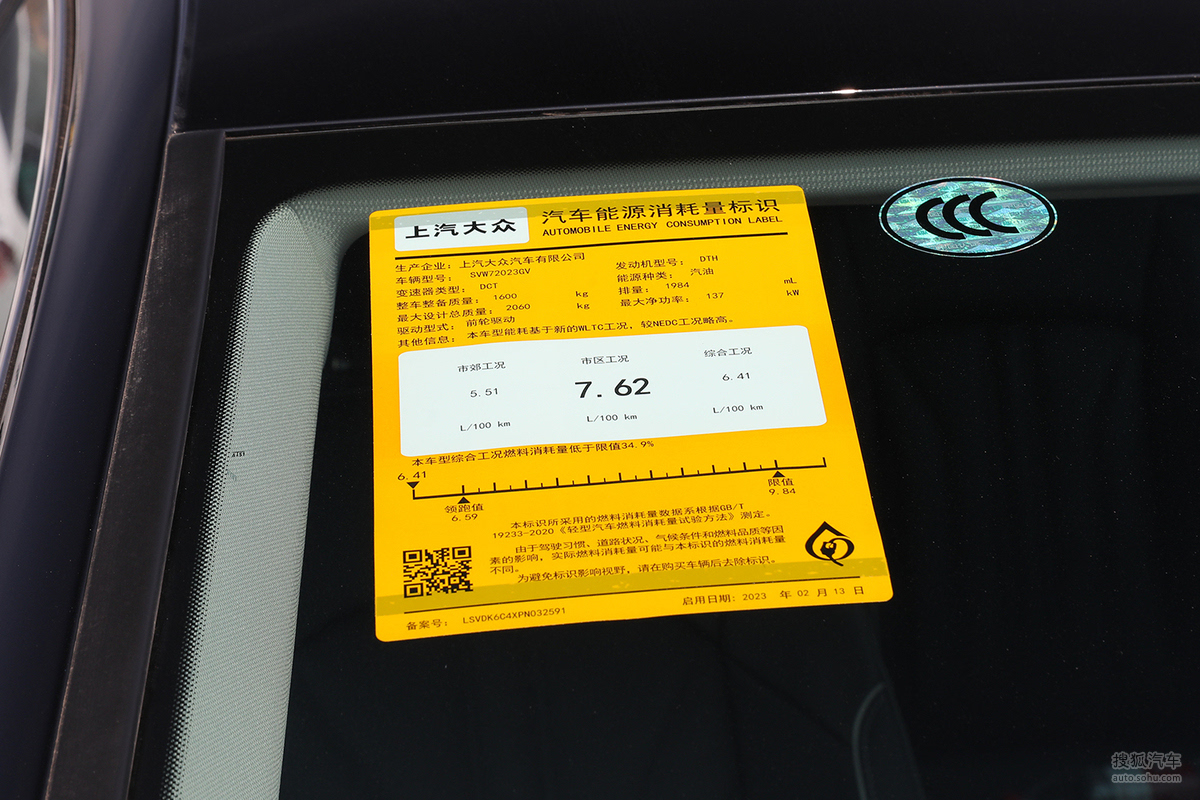 上汽大众
汽车能源消耗量标识
AUTOMOBILE ENERGY CONSUMPTION LABEL
生产企业: 上汽大众汽车有限公司
车辆型号: SVW72023GV
变速器类型: DCT
整车整备质量: 1600 kg
最大设计总质量: 2060 kg
驱动型式: 前轮驱动
其他信息: 本车型能耗基于新的WLTC工况，较NEDC工况略高。
发动机型号: DTH
能源种类: 汽油
排量: 1984 mL
最大净功率: 137 kW
市郊工况 市区工况 综合工况
5.51 7.62 6.41
L/100 km L/100 km L/100 km
本车型综合工况燃料消耗量低于限值34.9%
6.41
领跑值
6.59
限值
9.84
本标识所采用的燃料消耗量数据系根据GB/T
19233-2020《轻型汽车燃料消耗量试验方法》测定。
由于驾驶习惯、道路状况、气候条件和燃料品质等因
素的影响，实际燃料消耗量可能与本标识的燃料消耗量
不同。
为避免标识影响视野，请在购买车辆后去除标识。
备案号: LSVDK6C4XPN032591
启用日期: 2023 年 02 月 13 日
CCC
搜狐汽车
auto.sohu.com